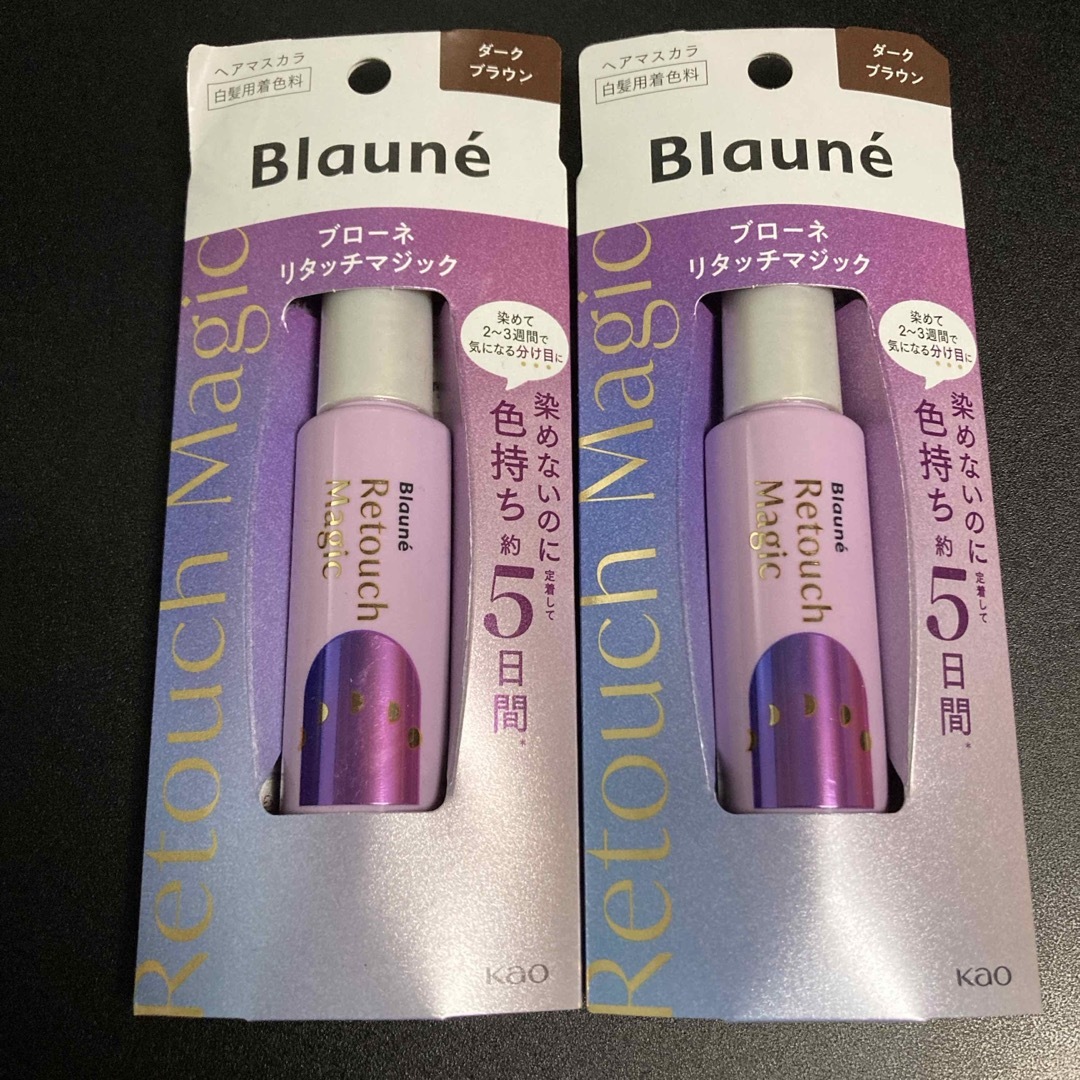 ヘアマスカラ
白髪用着色料
ダーク
ブラウン
Blauné
ブローネ
リタッチマジック
Retouch Magic
染めて
2〜3週間で
気になる分け目に
染めないのに
色持ち約5日間*
定着して
Blauné
Retouch
Magic
Kao
ヘアマスカラ
白髪用着色料
ダーク
ブラウン
Blauné
ブローネ
リタッチマジック
Retouch Magic
染めて
2〜3週間で
気になる分け目に
染めないのに
色持ち約5日間*
定着して
Blauné
Retouch
Magic
Kao